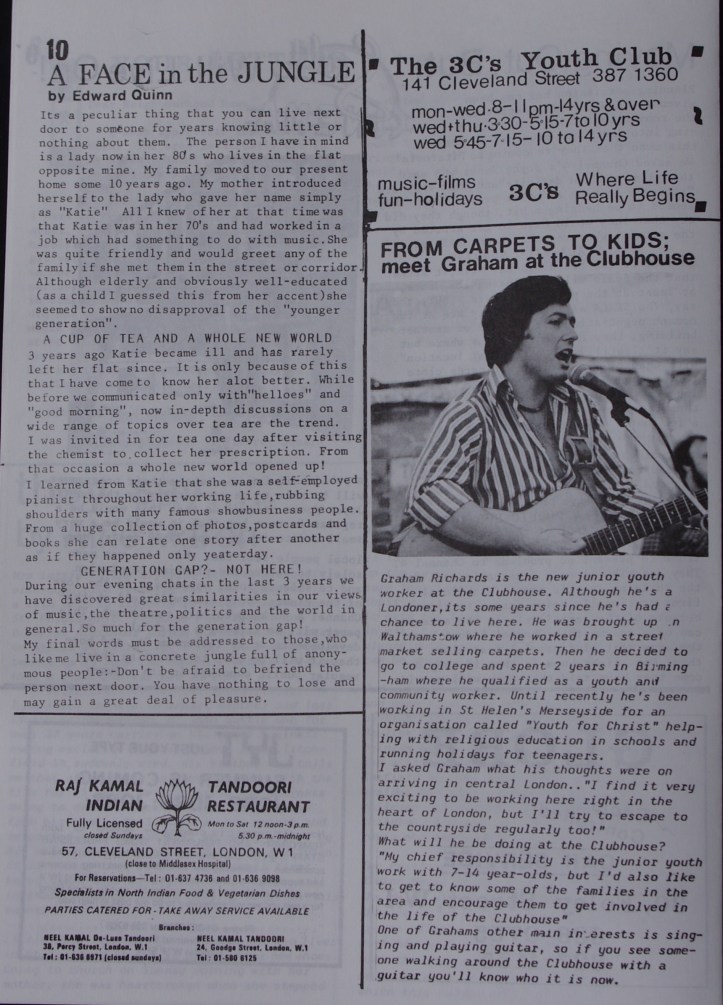 10
A FACE in the JUNGLE
by Edward Quinn
Its a peculiar thing that you can live next
door to someone for years knowing little or
nothing about them. The person I have in mind
is a lady now in her 80's who lives in the flat
opposite mine. My family moved to our present
home some 10 years ago. My mother introduced
herself to the lady who gave her name simply
as "Katie" All I knew of her at that time was
that Katie was in her 70's and had worked in a
job which had something to do with music.She
was quite friendly and would greet any of the
family if she met them in the street or corridor.
Although elderly and obviously well-educated
(as a child I guessed this from her accent)she
seemed to show no disapproval of the "younger
generation".
A CUP OF TEA AND A WHOLE NEW WORLD
3 years ago Katie became ill and has rarely
left her flat since. It is only because of this
that I have come to know her alot better. While
before we communicated only with"helloes" and
"good morning", now in-depth discussions on a
wide range of topics over tea are the trend.
I was invited in for tea one day after visiting
the chemist to collect her prescription. From
that occasion a whole new world opened up!
I learned from Katie that she was a self-employed
pianist throughout her working life,rubbing
shoulders with many famous showbusiness people.
From a huge collection of photos,postcards and
books she can relate one story after another
as if they happened only yeaterday.
GENERATION GAP?- NOT HERE!
During our evening chats in the last 3 years we
have discovered great similarities in our views
of music,the theatre,politics and the world in
general.So much for the generation gap!
My final words must be addressed to those,who
like me live in a concrete jungle full of anony-
mous people:-Don't be afraid to befriend the
person next door. You have nothing to lose and
may gain a great deal of pleasure.
RAJ KAMAL TANDOORI
INDIAN RESTAURANT
Fully Licensed Mon to Sat 12 noon-3 p.m.
closed Sundays 5.30 p.m.-midnight
57, CLEVELAND STREET, LONDON, W1
(close to Middlesex Hospital)
For Reservations—Tel: 01-637 4736 and 01-636 9098
Specialists in North Indian Food & Vegetarian Dishes
PARTIES CATERED FOR - TAKE AWAY SERVICE AVAILABLE
Branches:
NEEL KAMAL De-Luxe Tandoori NEEL KAMAL TANDOORI
38, Percy Street, London, W.1 24, Goodge Street, London, W.1
Tel: 01-636 6971 (closed sundays) Tel: 01-580 6125
The 3C's Youth Club
141 Cleveland Street 387 1360
mon-wed·8-11pm-14yrs & over
wed+thu·3·30-5·15-7to10yrs
wed 5·45-7·15-10 to 14 yrs
music-films 3C's Where Life
fun-holidays Really Begins
FROM CARPETS TO KIDS;
meet Graham at the Clubhouse
Graham Richards is the new junior youth
worker at the Clubhouse. Although he's a
Londoner,its some years since he's had
chance to live here. He was brought up
Walthamstow where he worked in a street
market selling carpets. Then he decided to
go to college and spent 2 years in Birming
-ham where he qualified as a youth and
community worker. Until recently he's been
working in St Helen's Merseyside for an
organisation called "Youth for Christ" help-
ing with religious education in schools and
running holidays for teenagers.
I asked Graham what his thoughts were on
arriving in central London.."I find it very
exciting to be working here right in the
heart of London, but I'll try to escape to
the countryside regularly too!"
What will he be doing at the Clubhouse?
"My chief responsibility is the junior youth
work with 7-14 year-olds, but I'd also like
to get to know some of the families in the
area and encourage them to get involved in
the life of the Clubhouse"
One of Grahams other main interests is sing-
ing and playing guitar, so if you see some-
one walking around the Clubhouse with a
guitar you'll know who it is now.